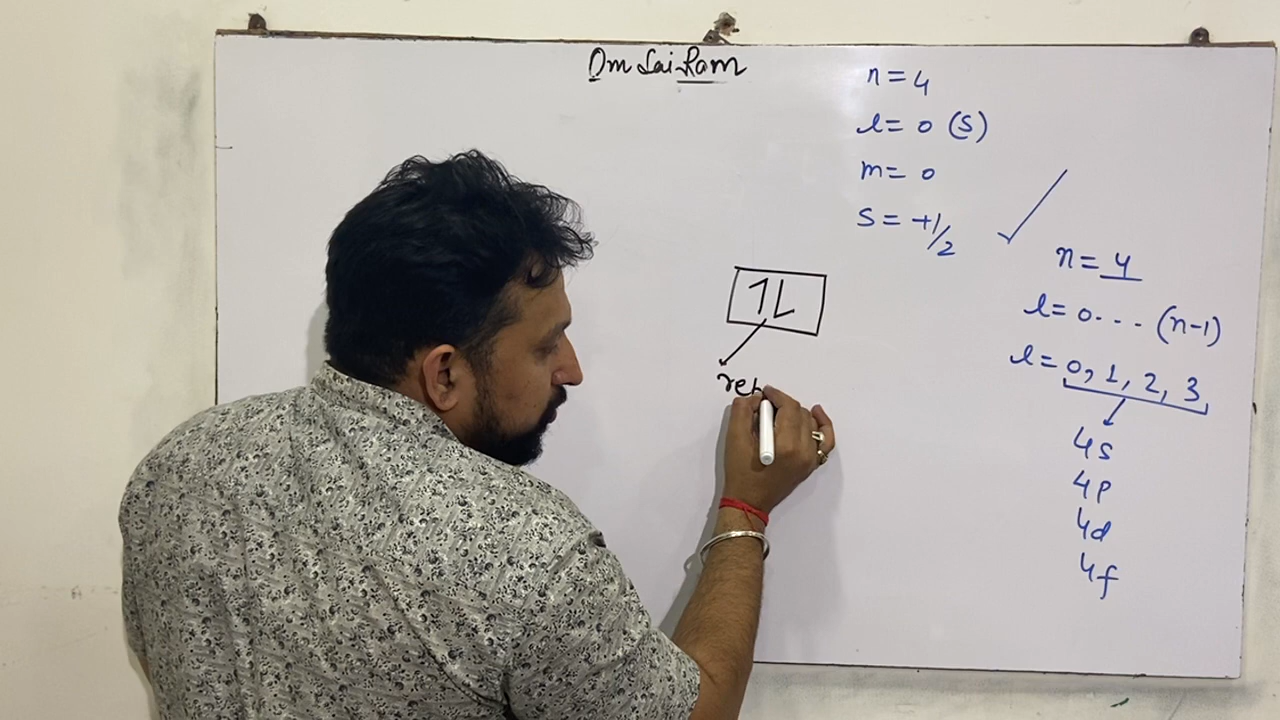 Om Sai Ram
n = 4
l = 0 (s)
m = 0
S = +1/2
n = 4
l = 0 . . . (n-1)
l = 0, 1, 2, 3,
4s
4p
4d
4f
1L